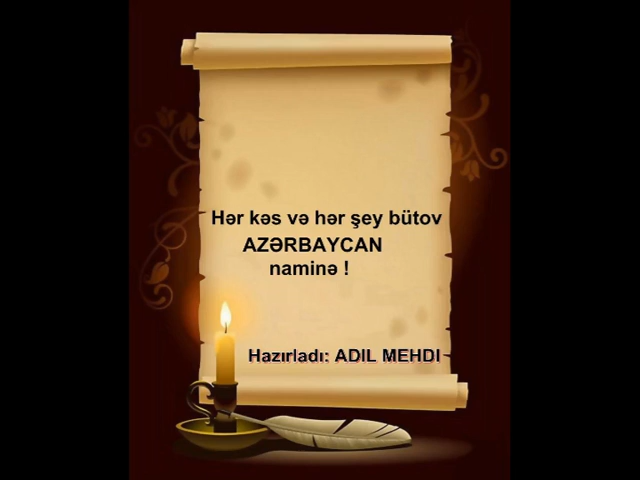 Hər kəs və hər şey bütov
AZƏRBAYCAN
naminə !
Hazırladı: ADIL MEHDI